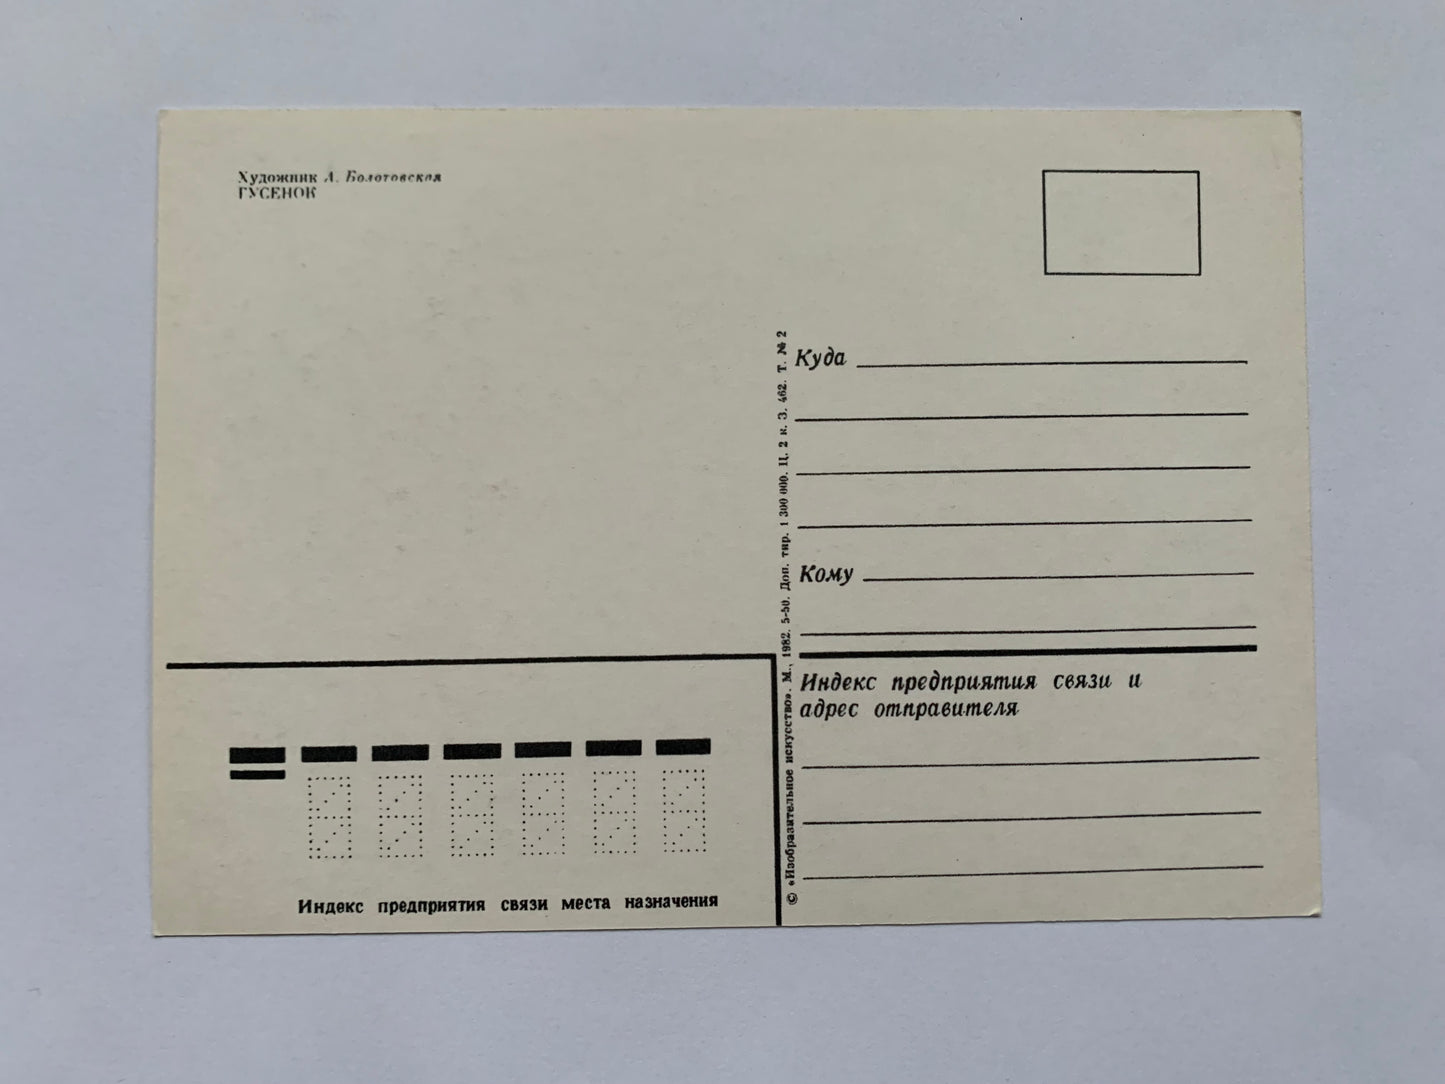 Художник А. Болотовская
ГУСЕНОК
Куда
Кому
Индекс предприятия связи и
адрес отправителя
© «Изобразительное искусство». М., 1982. 5-50. Доп. тир. 1 300 000. Ц. 2 к. З. 462. Т. № 2
Индекс предприятия связи места назначения